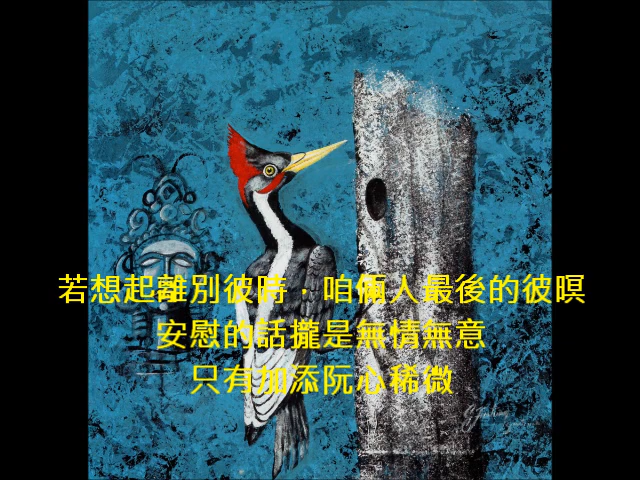 若想起離別彼時．咱倆人最後的彼暝
安慰的話攏是無情無意
只有加添阮心稀微